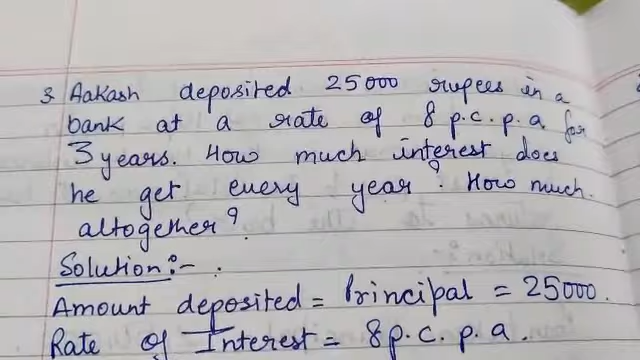 3 Aakash deposited 25000 rupees in a
bank at a rate of 8 p.c.p.a for
3 years. How much interest does
he get every year? How much
altogether?
Solution:-
Amount deposited = Principal = 25000.
Rate of Interest = 8 p.c.p.a.